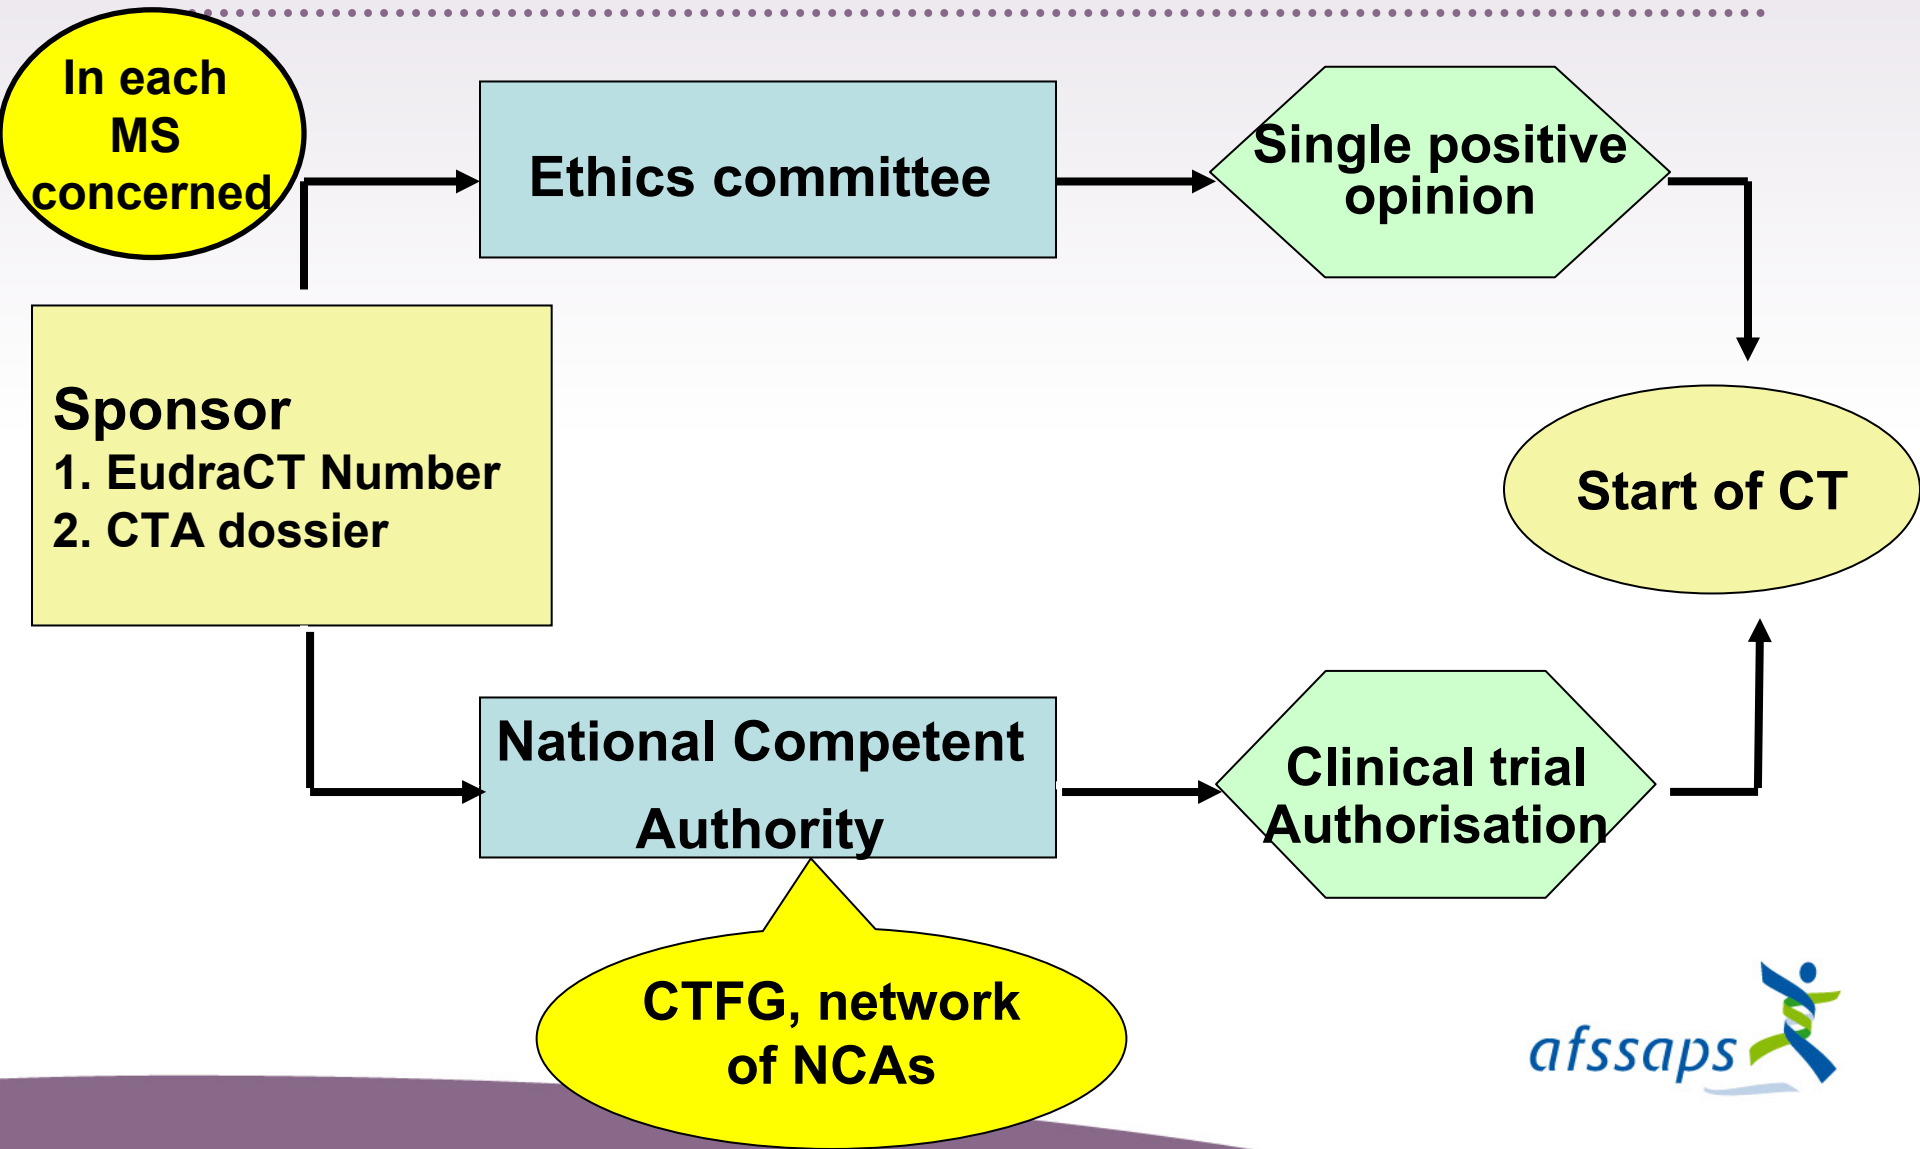 In each
MS
concerned
Ethics committee
Single positive
opinion
Sponsor
1. EudraCT Number
2. CTA dossier
Start of CT
National Competent
Authority
Clinical trial
Authorisation
CTFG, network
of NCAs
afssaps